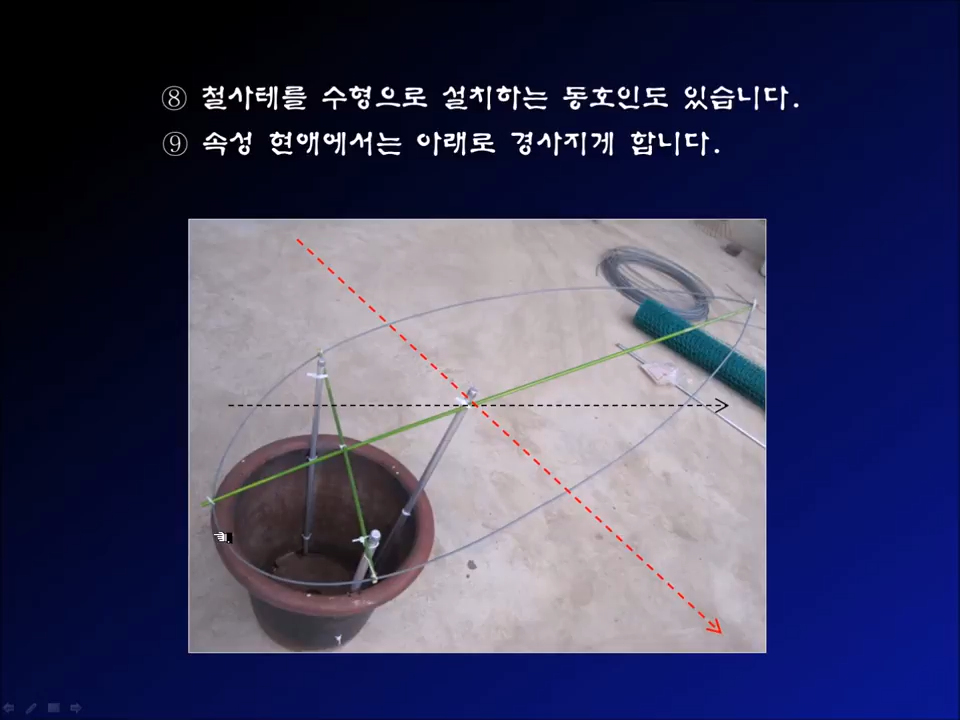 ⑧ 철사테를 수형으로 설치하는 동호인도 있습니다.
⑨ 속성 현애에서는 아래로 경사지게 합니다.